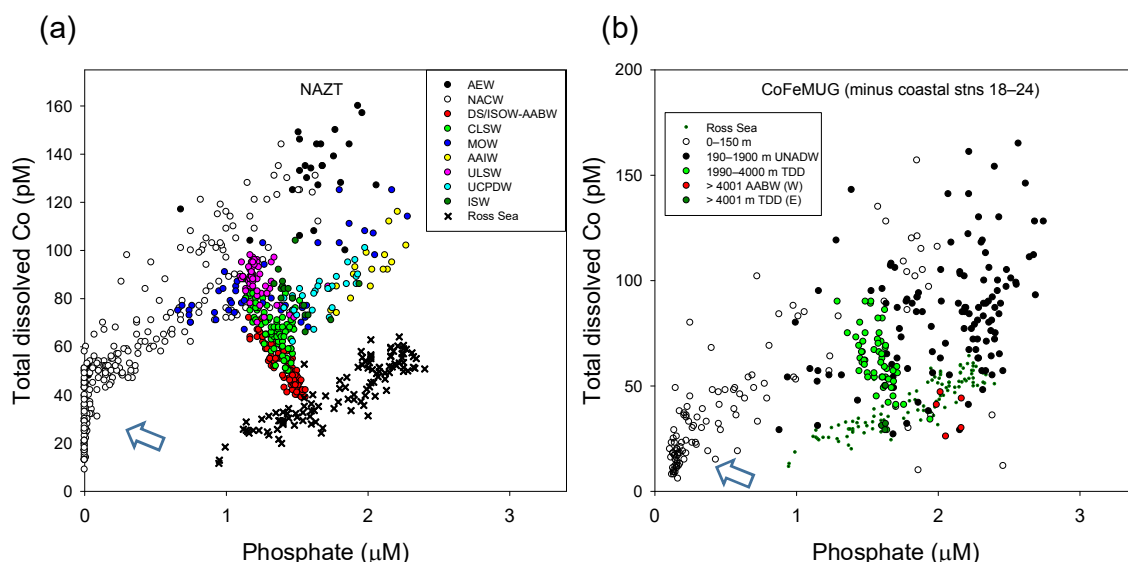 (a)
NAZT
Total dissolved Co (pM)
160
140
120
100
80
60
40
20
0
AEW
NACW
DS/ISOW-AABW
CLSW
MOW
AAIW
ULSW
UCPDW
ISW
Ross Sea
0 1 2 3
Phosphate (μM)
(b)
CoFeMUG (minus coastal stns 18–24)
Total dissolved Co (pM)
200
150
100
50
0
Ross Sea
0–150 m
190–1900 m UNADW
1990–4000 m TDD
> 4001 AABW (W)
> 4001 m TDD (E)
0 1 2 3
Phosphate (μM)